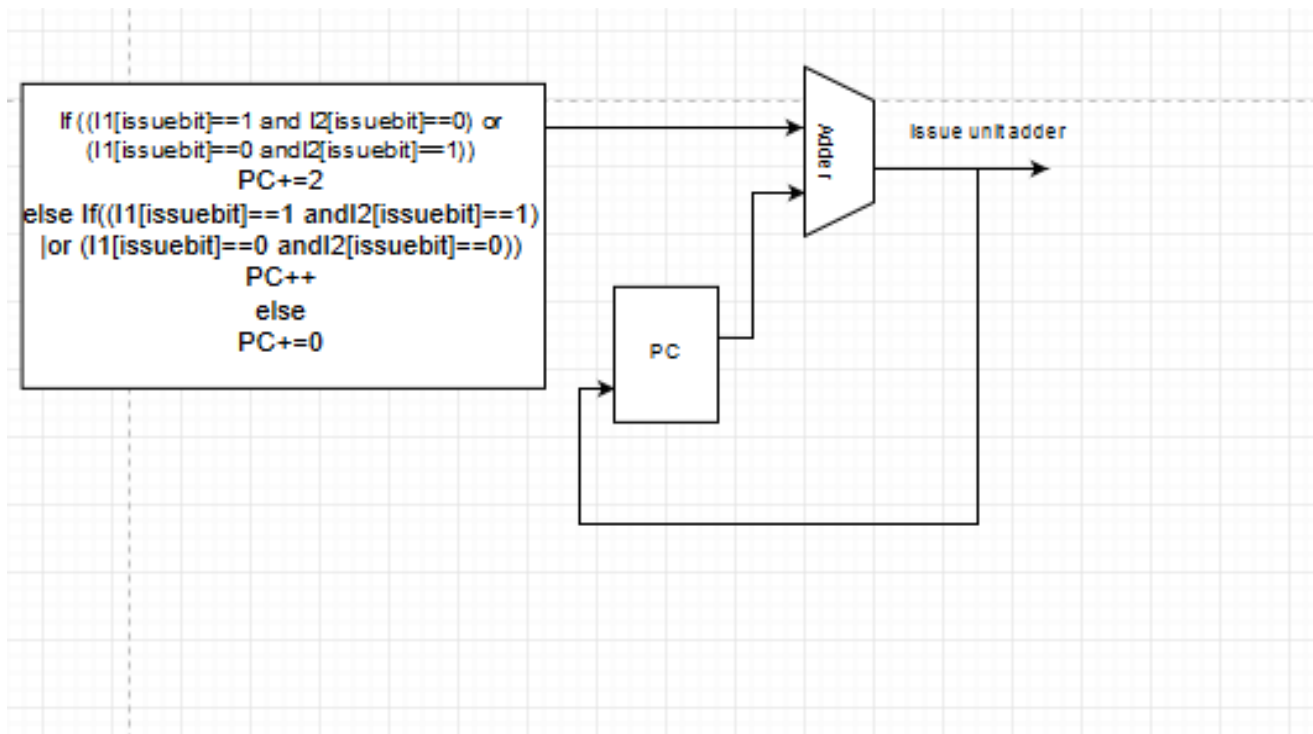 If ((I1[issuebit]==1 and I2[issuebit]==0) or
(I1[issuebit]==0 andI2[issuebit]==1))
PC+=2
else If((I1[issuebit]==1 andI2[issuebit]==1)
|or (I1[issuebit]==0 andI2[issuebit]==0))
PC++
else
PC+=0
Adder
Issue unitadder
PC